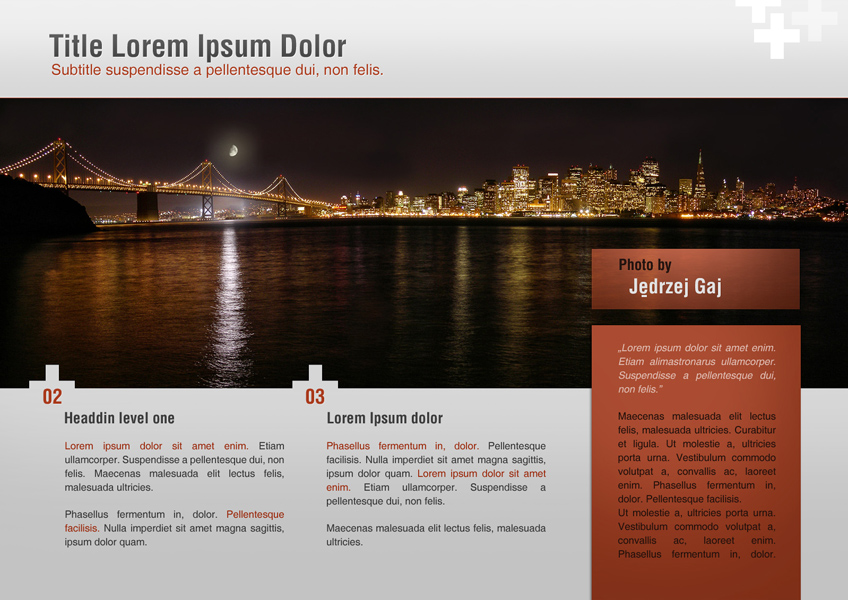 Title Lorem Ipsum Dolor
Subtitle suspendisse a pellentesque dui, non felis.
Photo by
Jędrzej Gaj
„Lorem ipsum dolor sit amet enim.
Etiam alimastronarus ullamcorper.
Suspendisse a pellentesque dui,
non felis.”
Maecenas malesuada elit lectus
felis, malesuada ultricies. Curabitur
et ligula. Ut molestie a, ultricies
porta urna. Vestibulum commodo
volutpat a, convallis ac, laoreet
enim. Phasellus fermentum in,
dolor. Pellentesque facilisis.
Ut molestie a, ultricies porta urna.
Vestibulum commodo volutpat a,
convallis ac, laoreet enim.
Phasellus fermentum in, dolor.
02
Headdin level one
Lorem ipsum dolor sit amet enim. Etiam
ullamcorper. Suspendisse a pellentesque dui, non
felis. Maecenas malesuada elit lectus felis,
malesuada ultricies.
Phasellus fermentum in, dolor. Pellentesque
facilisis. Nulla imperdiet sit amet magna sagittis,
ipsum dolor quam.
03
Lorem Ipsum dolor
Phasellus fermentum in, dolor. Pellentesque
facilisis. Nulla imperdiet sit amet magna sagittis,
ipsum dolor quam. Lorem ipsum dolor sit amet
enim. Etiam ullamcorper. Suspendisse a
pellentesque dui, non felis.
Maecenas malesuada elit lectus felis, malesuada
ultricies.